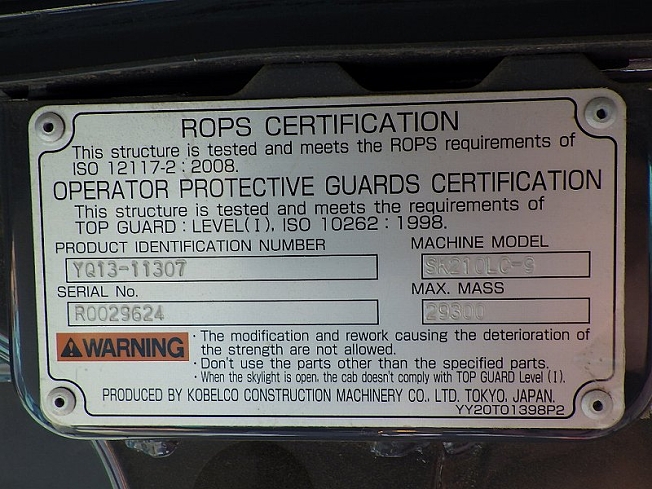 ROPS CERTIFICATION
This structure is tested and meets the ROPS requirements of
ISO 12117-2 : 2008.
OPERATOR PROTECTIVE GUARDS CERTIFICATION
This structure is tested and meets the requirements of
TOP GUARD : LEVEL(I), ISO 10262 : 1998.
PRODUCT IDENTIFICATION NUMBER
YQ13-11307
MACHINE MODEL
SK210LC-9
SERIAL No.
R0029624
MAX. MASS
29300
WARNING
· The modification and rework causing the deterioration of
the strength are not allowed.
· Don't use the parts other than the specified parts.
· When the skylight is open, the cab doesn't comply with TOP GUARD Level (I).
PRODUCED BY KOBELCO CONSTRUCTION MACHINERY CO., LTD. TOKYO, JAPAN.
YY20T01398P2